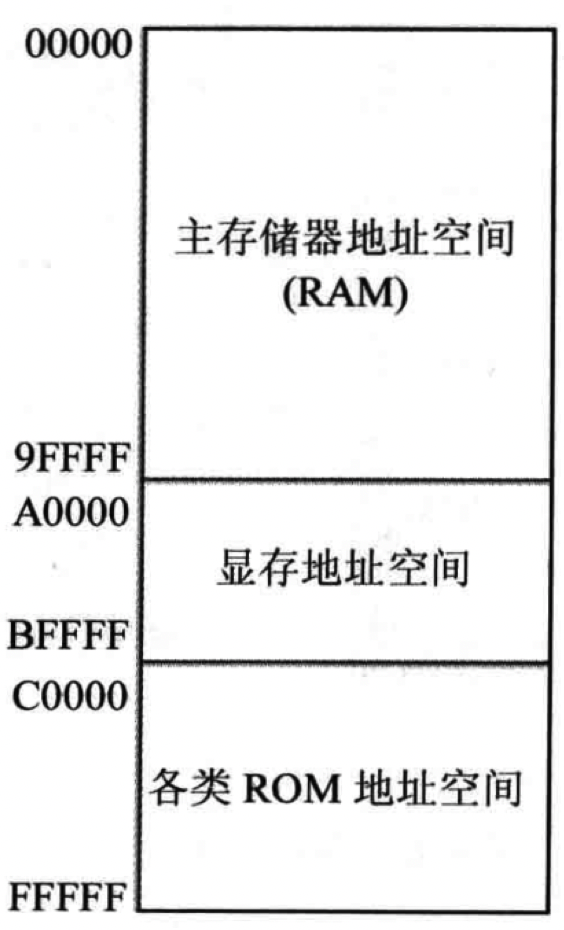 00000
主存储器地址空间
(RAM)
9FFFF
A0000
显存地址空间
BFFFF
C0000
各类 ROM 地址空间
FFFFF